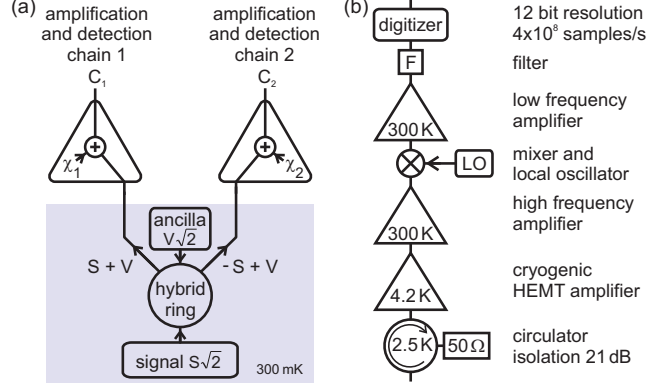 (a)
amplification
and detection
chain 1
C₁
amplification
and detection
chain 2
C₂
+
χ₁
+
χ₂
ancilla
V√2
S + V
- S + V
hybrid
ring
signal S√2
300 mK
(b)
digitizer
12 bit resolution
4x10⁸ samples/s
F
filter
300 K
low frequency
amplifier
LO
mixer and
local oscillator
300 K
high frequency
amplifier
4.2 K
cryogenic
HEMT amplifier
2.5 K
50 Ω
circulator
isolation 21 dB